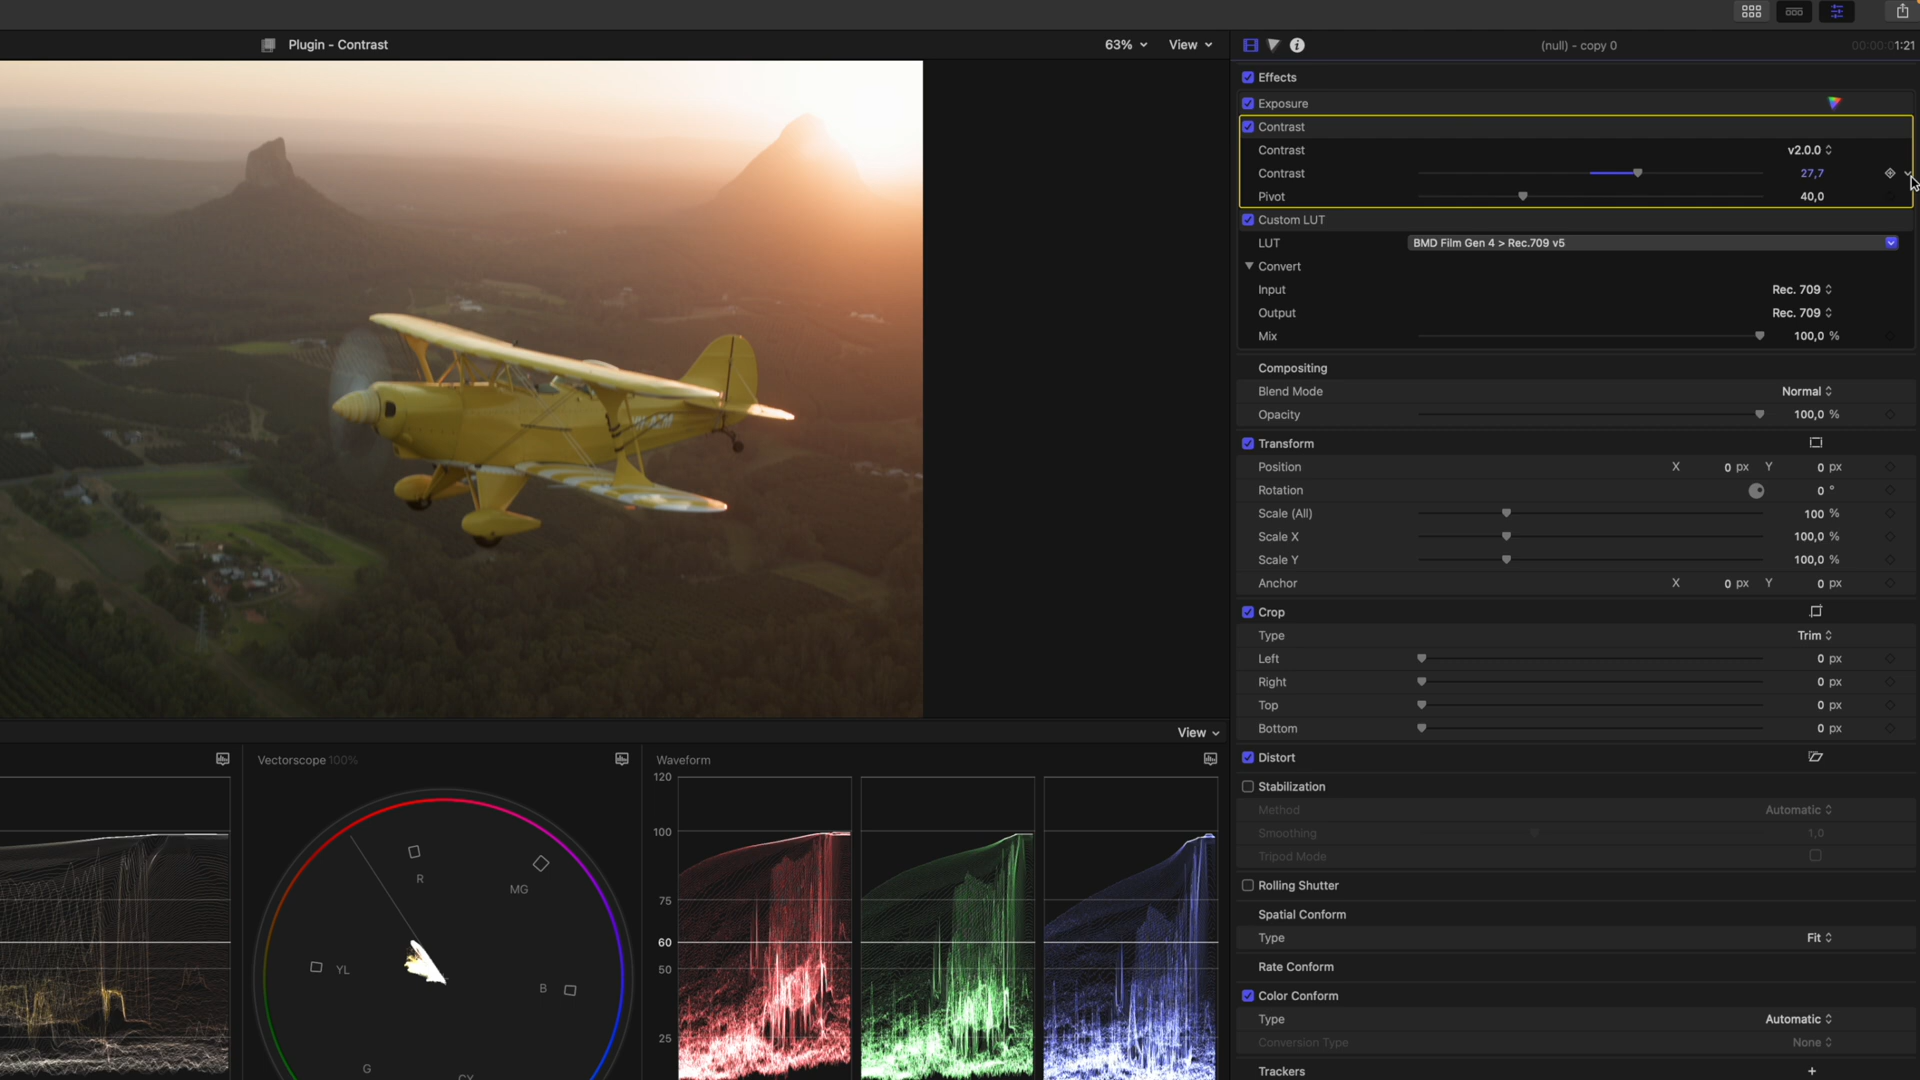 Plugin - Contrast
63%
View
(null) - copy 0
00:00:01:21
Effects
Exposure
Contrast
Contrast v2.0.0
Contrast 27,7
Pivot 40,0
Custom LUT
LUT BMD Film Gen 4 > Rec.709 v5
Convert
Input Rec. 709
Output Rec. 709
Mix 100,0 %
Compositing
Blend Mode Normal
Opacity 100,0 %
Transform
Position X 0 px Y 0 px
Rotation 0 °
Scale (All) 100 %
Scale X 100,0 %
Scale Y 100,0 %
Anchor X 0 px Y 0 px
Crop
Type Trim
Left 0 px
Right 0 px
Top 0 px
Bottom 0 px
Distort
Stabilization
Method Automatic
Smoothing 1,0
Tripod Mode
Rolling Shutter
Spatial Conform
Type Fit
Rate Conform
Color Conform
Type Automatic
Conversion Type None
Trackers +
View
Vectorscope 100%
R
MG
YL
B
G
CY
Waveform
120
100
75
60
50
25